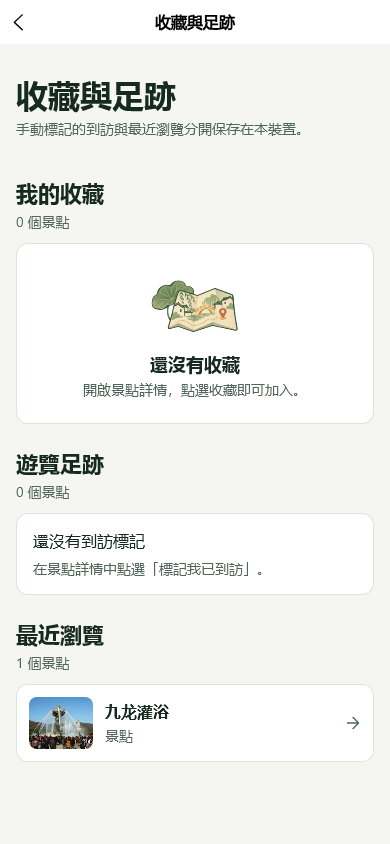 收藏與足跡
收藏與足跡
手動標記的到訪與最近瀏覽分開保存在本裝置。
我的收藏
0 個景點
還沒有收藏
開啟景點詳情，點選收藏即可加入。
遊覽足跡
0 個景點
還沒有到訪標記
在景點詳情中點選「標記我已到訪」。
最近瀏覽
1 個景點
九龙灌浴
景點